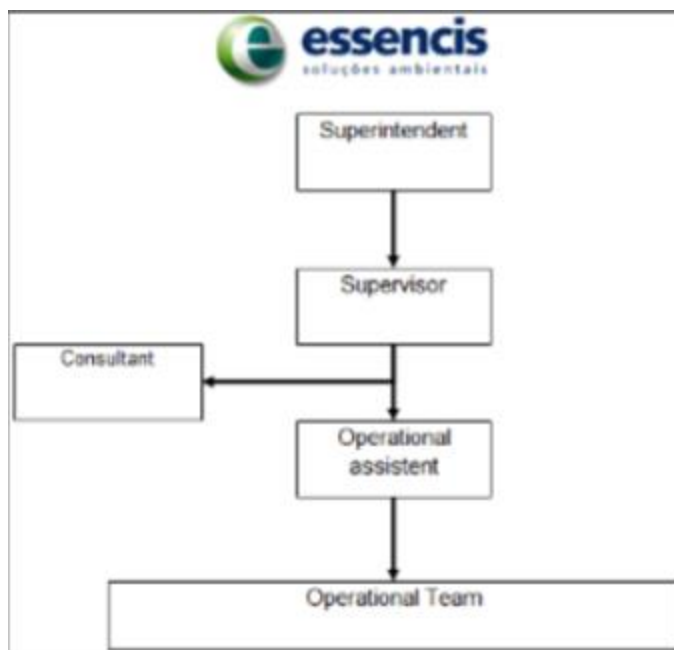 essencis
soluções ambientais
Superintendent
Supervisor
Consultant
Operational
assistent
Operational Team